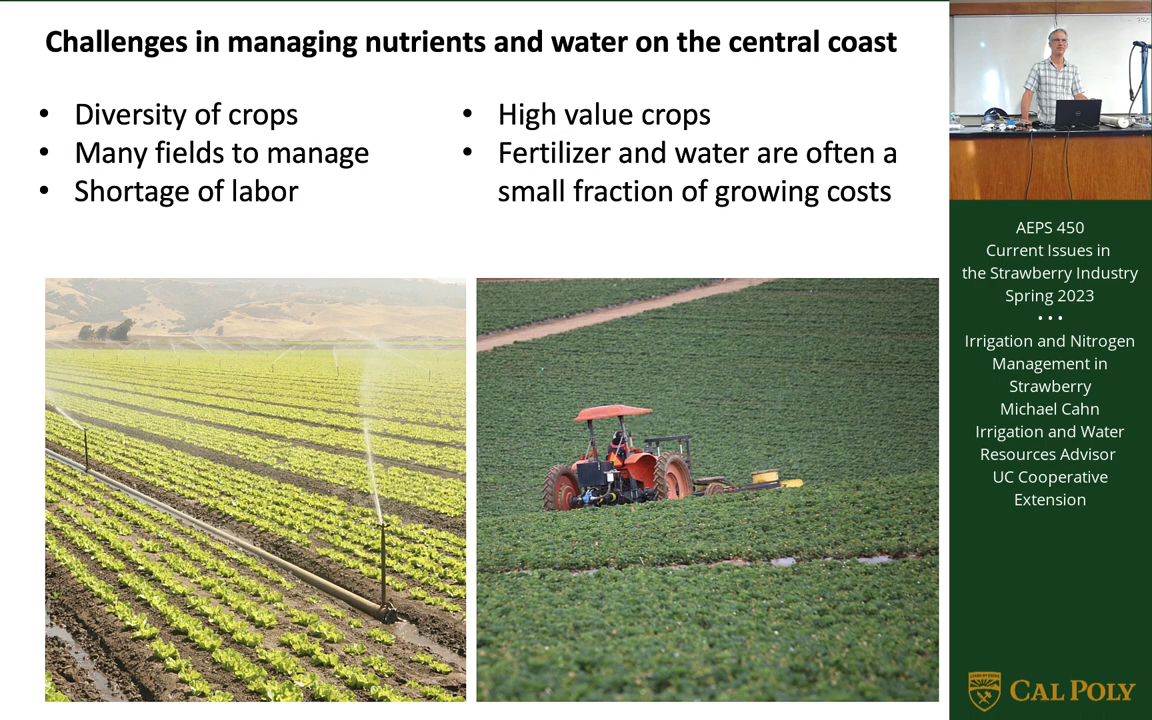 Challenges in managing nutrients and water on the central coast
• Diversity of crops
• Many fields to manage
• Shortage of labor
• High value crops
• Fertilizer and water are often a
small fraction of growing costs
AEPS 450
Current Issues in
the Strawberry Industry
Spring 2023
• • •
Irrigation and Nitrogen
Management in
Strawberry
Michael Cahn
Irrigation and Water
Resources Advisor
UC Cooperative
Extension
CAL POLY